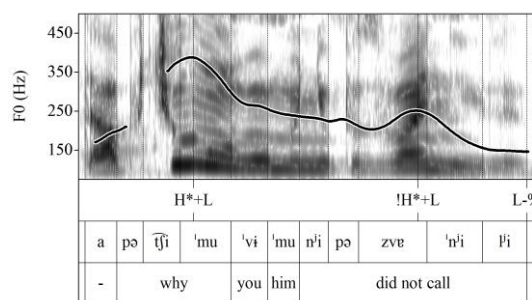 450
350
F0 (Hz)
250
150
H*+L !H*+L L-%
a pə t͡ʃi ˈmu ˈvɨ ˈmu nʲi pə zvɐ ˈnʲi lʲi
- why you him did not call